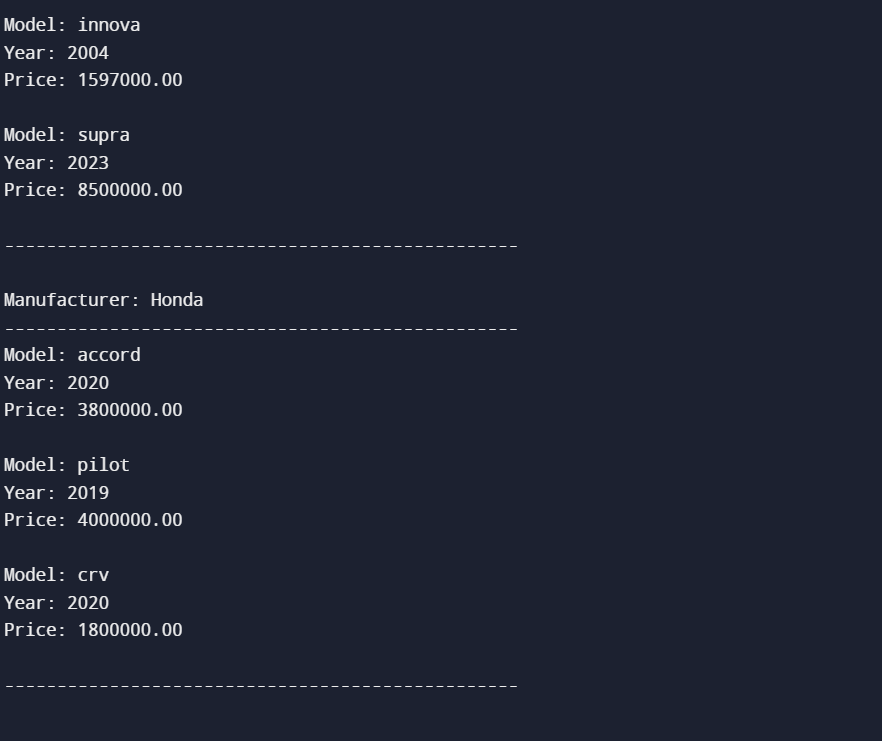 Model: innova
Year: 2004
Price: 1597000.00
Model: supra
Year: 2023
Price: 8500000.00
-------------------------------------------------
Manufacturer: Honda
-------------------------------------------------
Model: accord
Year: 2020
Price: 3800000.00
Model: pilot
Year: 2019
Price: 4000000.00
Model: crv
Year: 2020
Price: 1800000.00
-------------------------------------------------